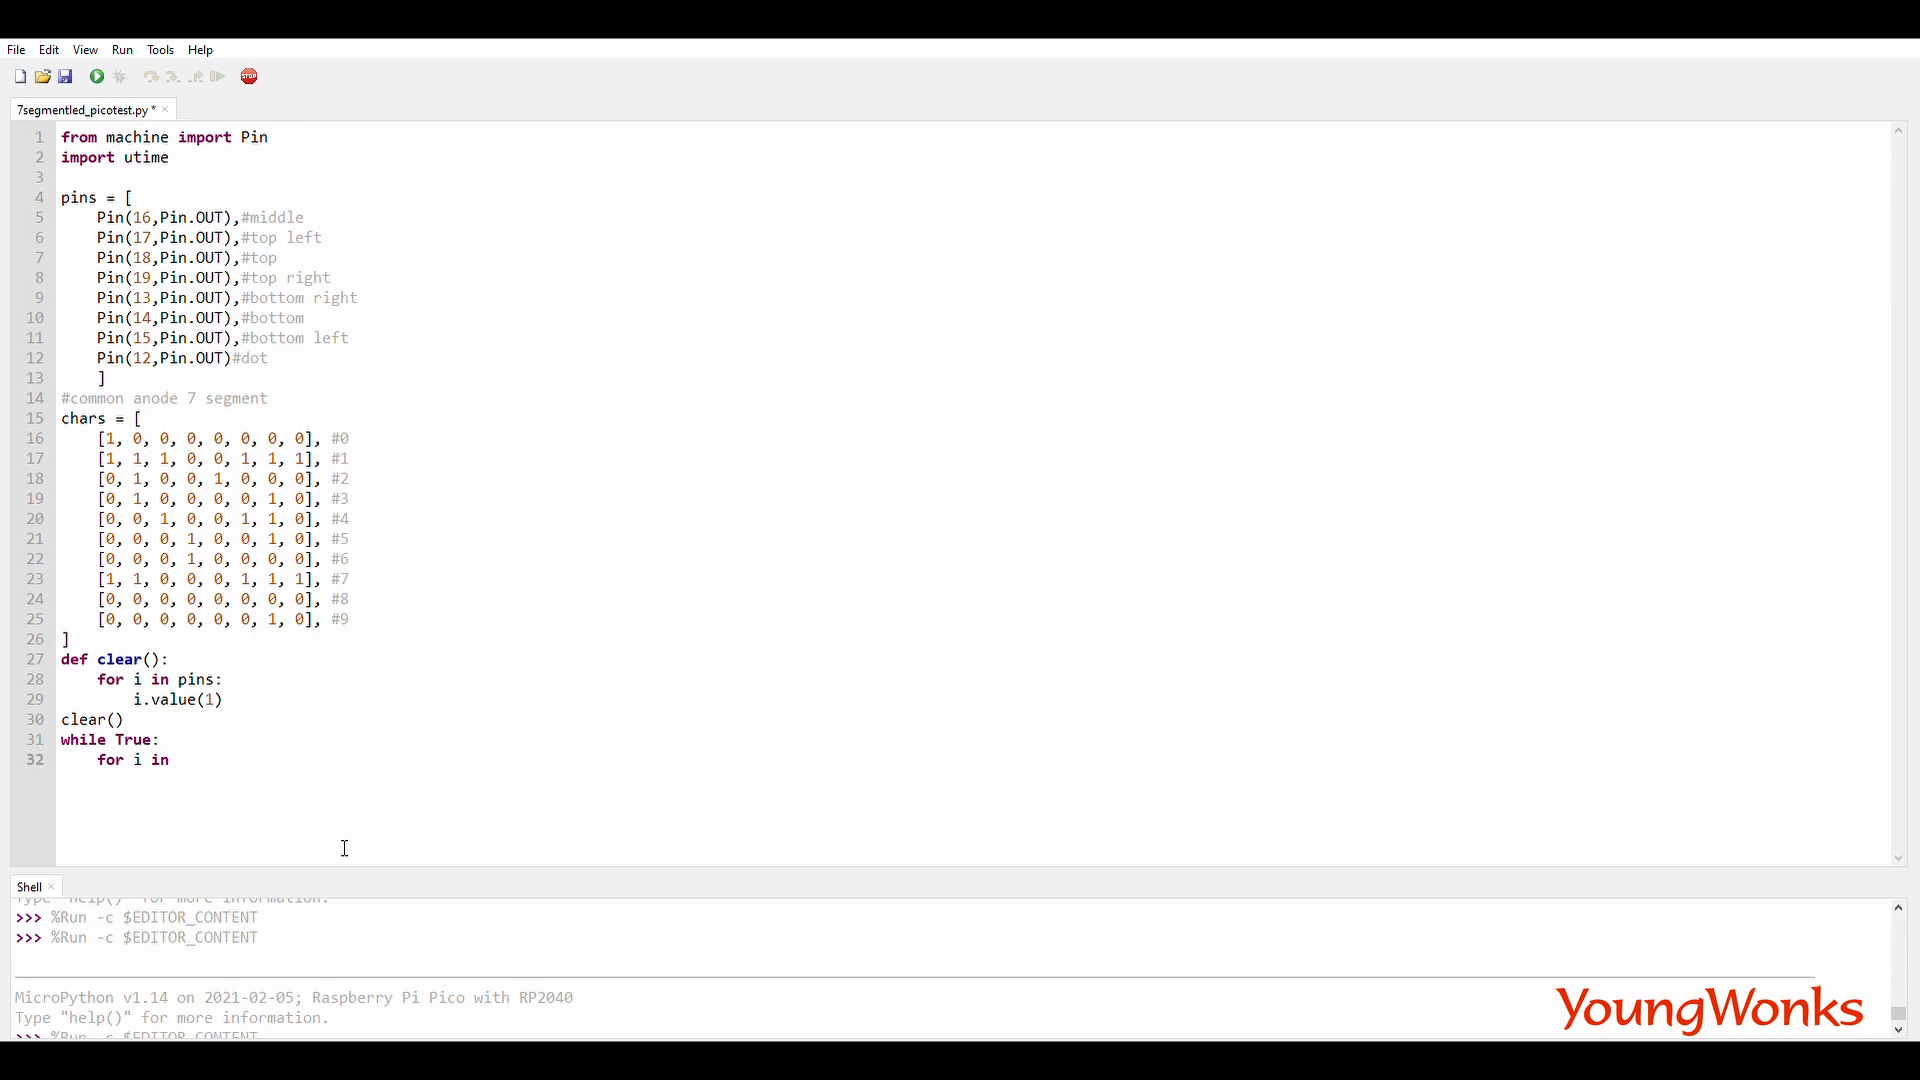 File Edit View Run Tools Help
STOP
7segmentled_picotest.py * ×
1 from machine import Pin
2 import utime
3
4 pins = [
5     Pin(16,Pin.OUT),#middle
6     Pin(17,Pin.OUT),#top left
7     Pin(18,Pin.OUT),#top
8     Pin(19,Pin.OUT),#top right
9     Pin(13,Pin.OUT),#bottom right
10     Pin(14,Pin.OUT),#bottom
11     Pin(15,Pin.OUT),#bottom left
12     Pin(12,Pin.OUT)#dot
13     ]
14 #common anode 7 segment
15 chars = [
16     [1, 0, 0, 0, 0, 0, 0, 0], #0
17     [1, 1, 1, 0, 0, 1, 1, 1], #1
18     [0, 1, 0, 0, 1, 0, 0, 0], #2
19     [0, 1, 0, 0, 0, 0, 1, 0], #3
20     [0, 0, 1, 0, 0, 1, 1, 0], #4
21     [0, 0, 0, 1, 0, 0, 1, 0], #5
22     [0, 0, 0, 1, 0, 0, 0, 0], #6
23     [1, 1, 0, 0, 0, 1, 1, 1], #7
24     [0, 0, 0, 0, 0, 0, 0, 0], #8
25     [0, 0, 0, 0, 0, 0, 1, 0], #9
26 ]
27 def clear():
28     for i in pins:
29         i.value(1)
30 clear()
31 while True:
32     for i in
Shell ×
Type "help()" for more information.
>>> %Run -c $EDITOR_CONTENT
>>> %Run -c $EDITOR_CONTENT
MicroPython v1.14 on 2021-02-05; Raspberry Pi Pico with RP2040
Type "help()" for more information.
>>> %Run -c $EDITOR_CONTENT
YoungWonks